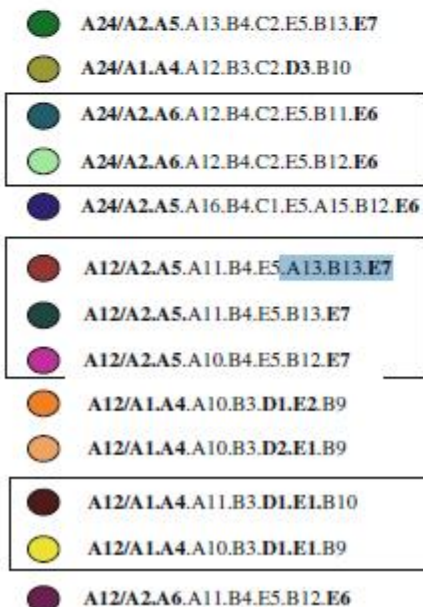 A24/A2.A5.A13.B4.C2.E5.B13.E7
A24/A1.A4.A12.B3.C2.D3.B10
A24/A2.A6.A12.B4.C2.E5.B11.E6
A24/A2.A6.A12.B4.C2.E5.B12.E6
A24/A2.A5.A16.B4.C1.E5.A15.B12.E6
A12/A2.A5.A11.B4.E5.A13.B13.E7
A12/A2.A5.A11.B4.E5.B13.E7
A12/A2.A5.A10.B4.E5.B12.E7
A12/A1.A4.A10.B3.D1.E2.B9
A12/A1.A4.A10.B3.D2.E1.B9
A12/A1.A4.A11.B3.D1.E1.B10
A12/A1.A4.A10.B3.D1.E1.B9
A12/A2.A6.A11.B4.E5.B12.E6